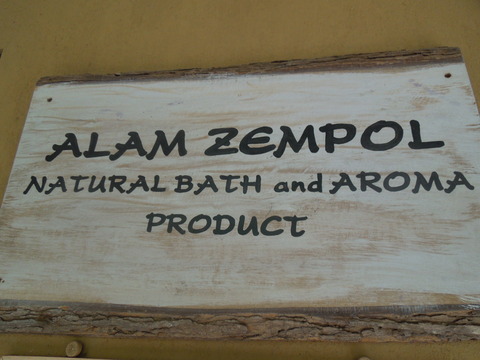 ALAM ZEMPOL
NATURAL BATH and AROMA
PRODUCT